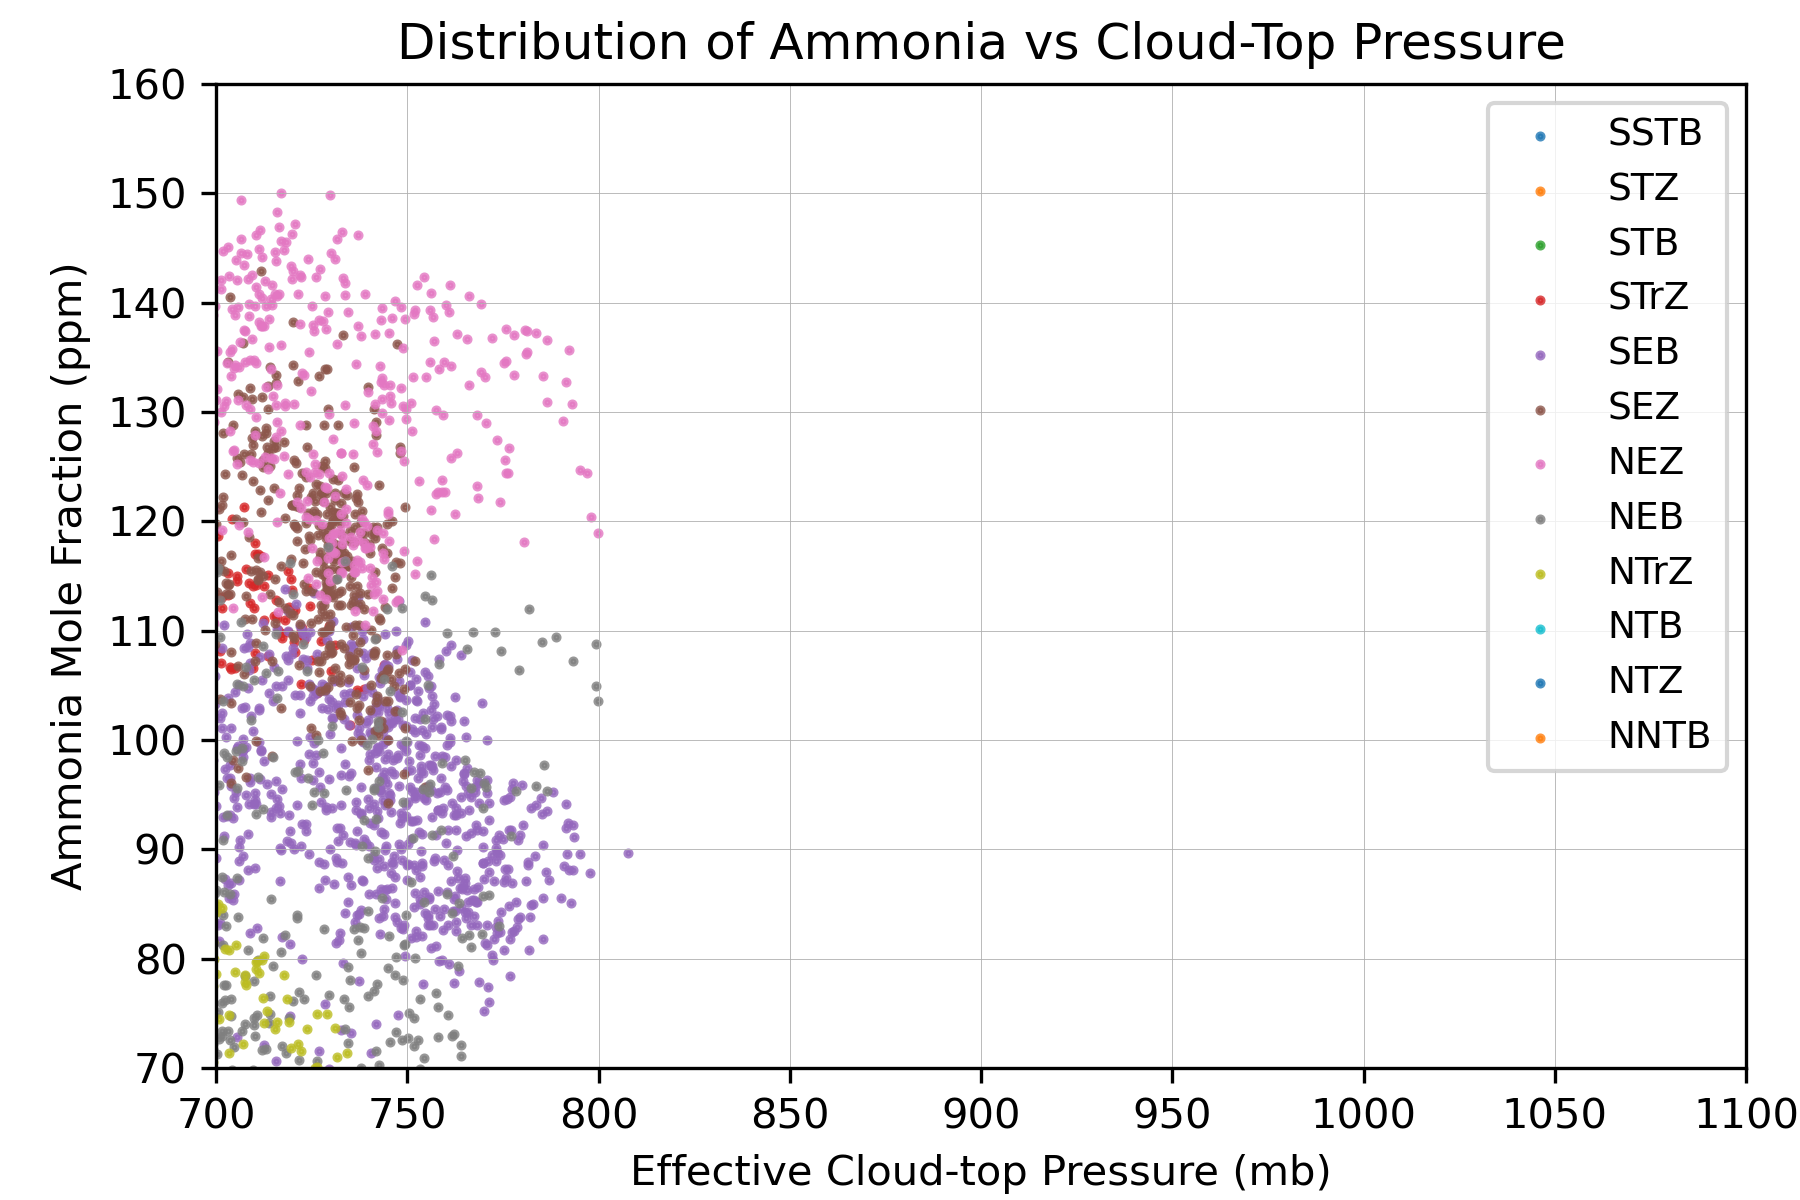 Distribution of Ammonia vs Cloud-Top Pressure
160
150
140
130
120
110
100
90
80
70
Ammonia Mole Fraction (ppm)
SSTB
STZ
STB
STrZ
SEB
SEZ
NEZ
NEB
NTrZ
NTB
NTZ
NNTB
700 750 800 850 900 950 1000 1050 1100
Effective Cloud-top Pressure (mb)